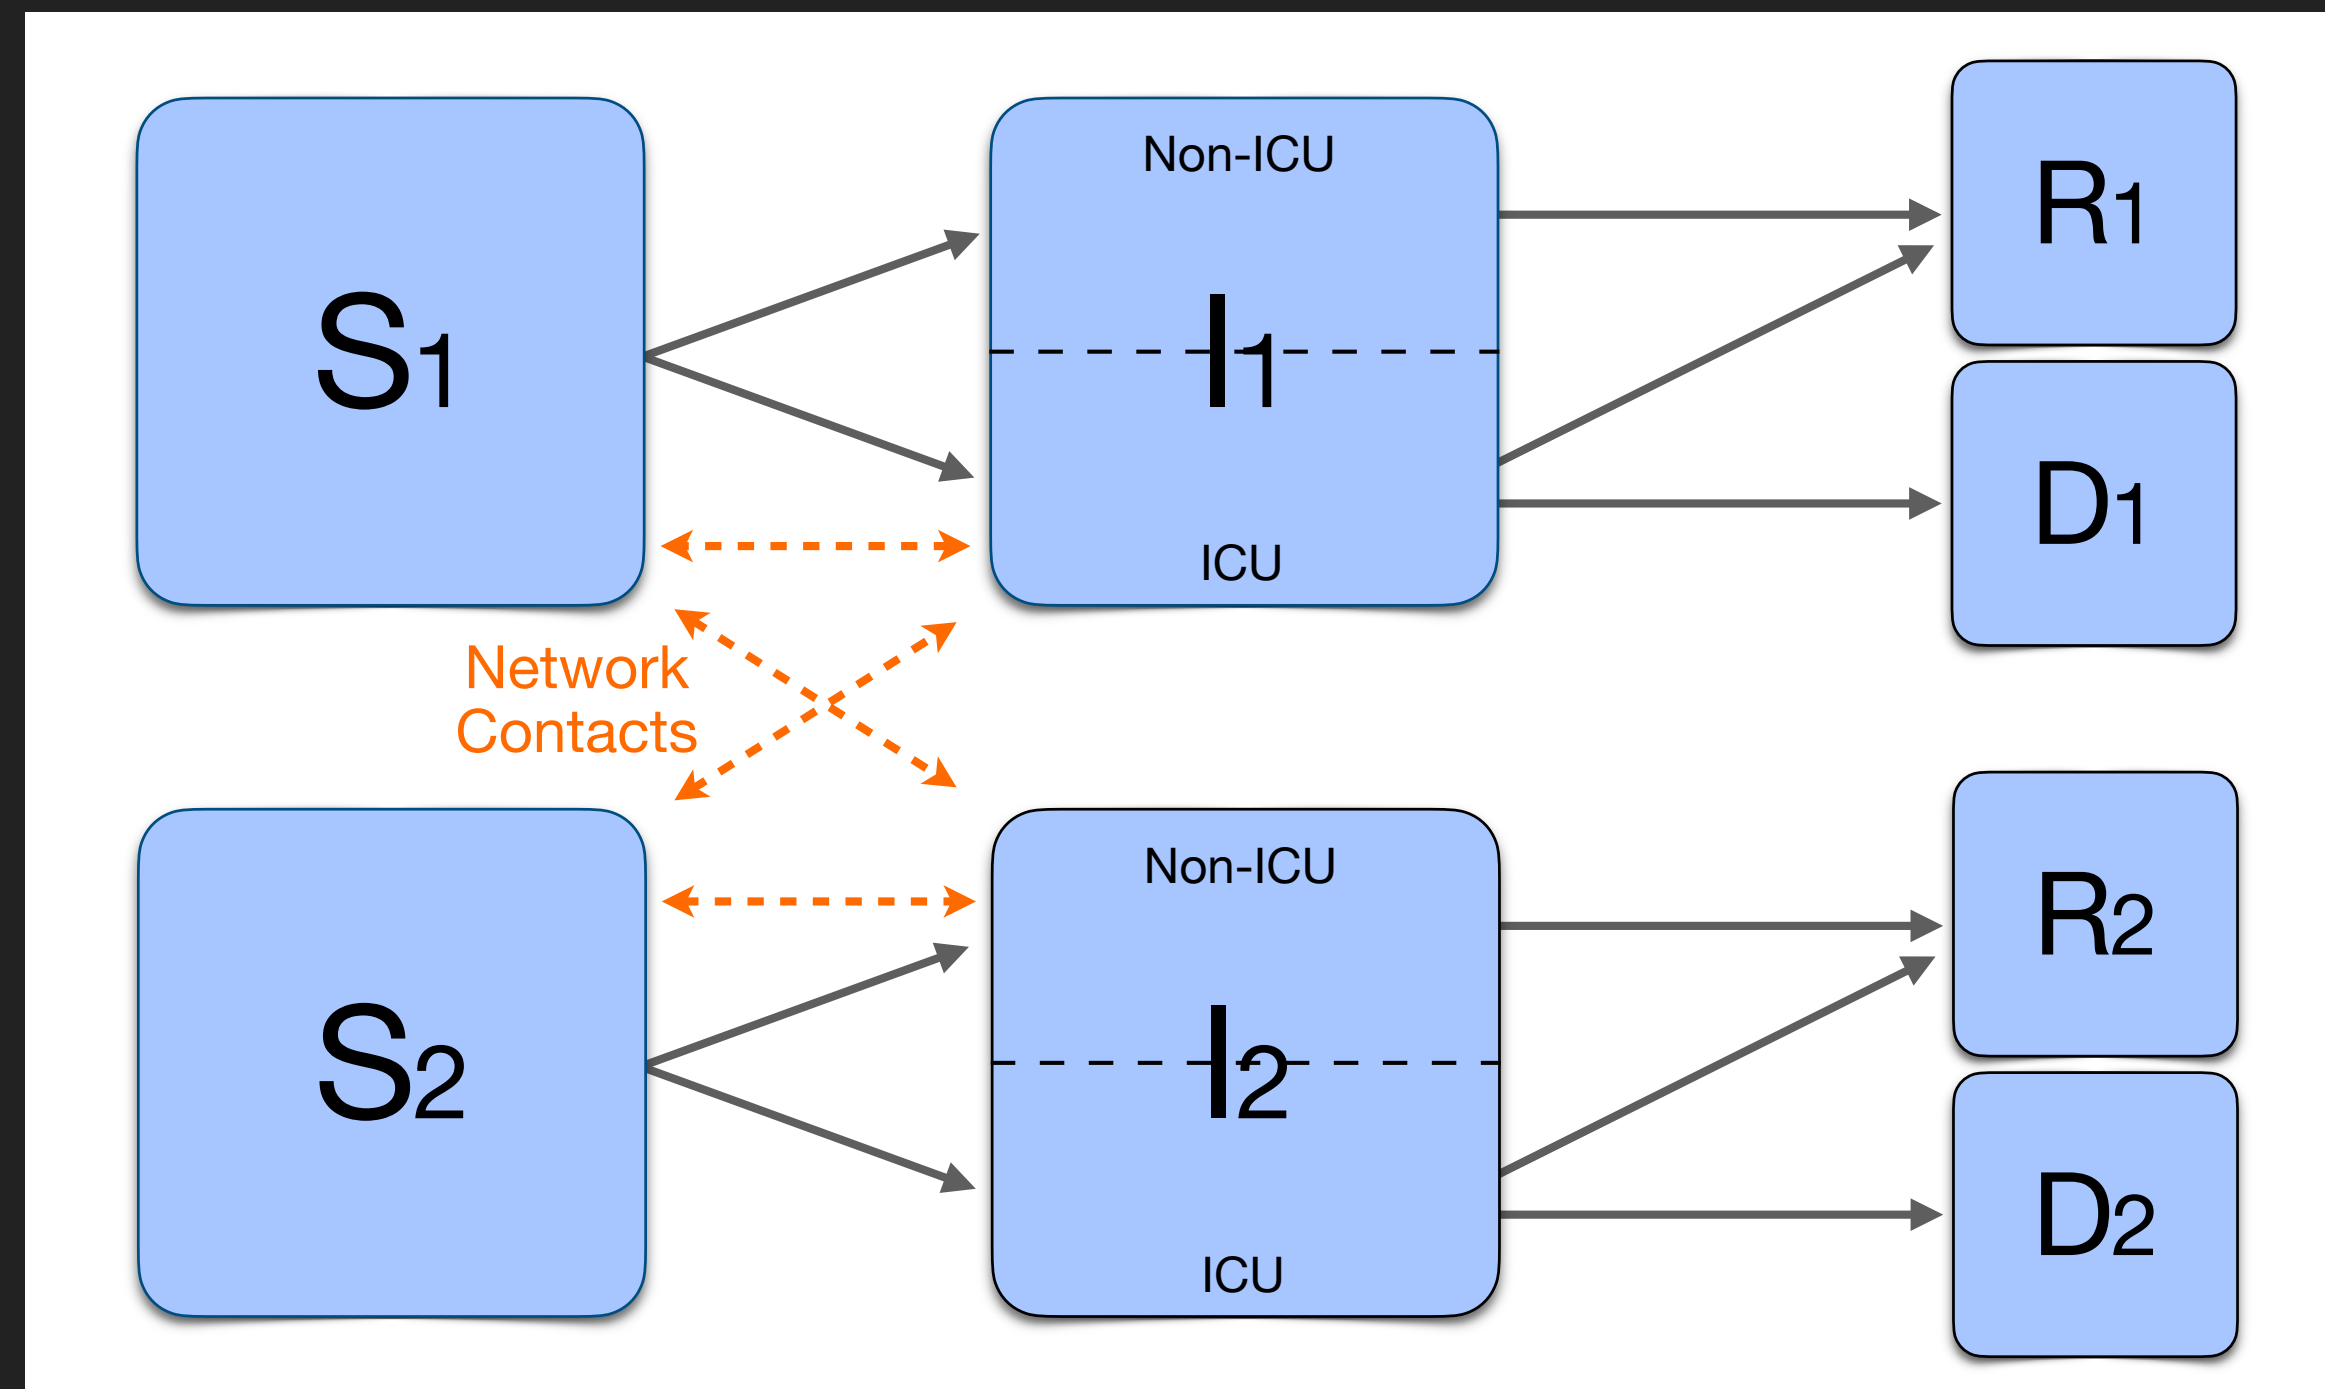 Non-ICU
S1
I1
ICU
R1
D1
Network
Contacts
Non-ICU
S2
I2
ICU
R2
D2